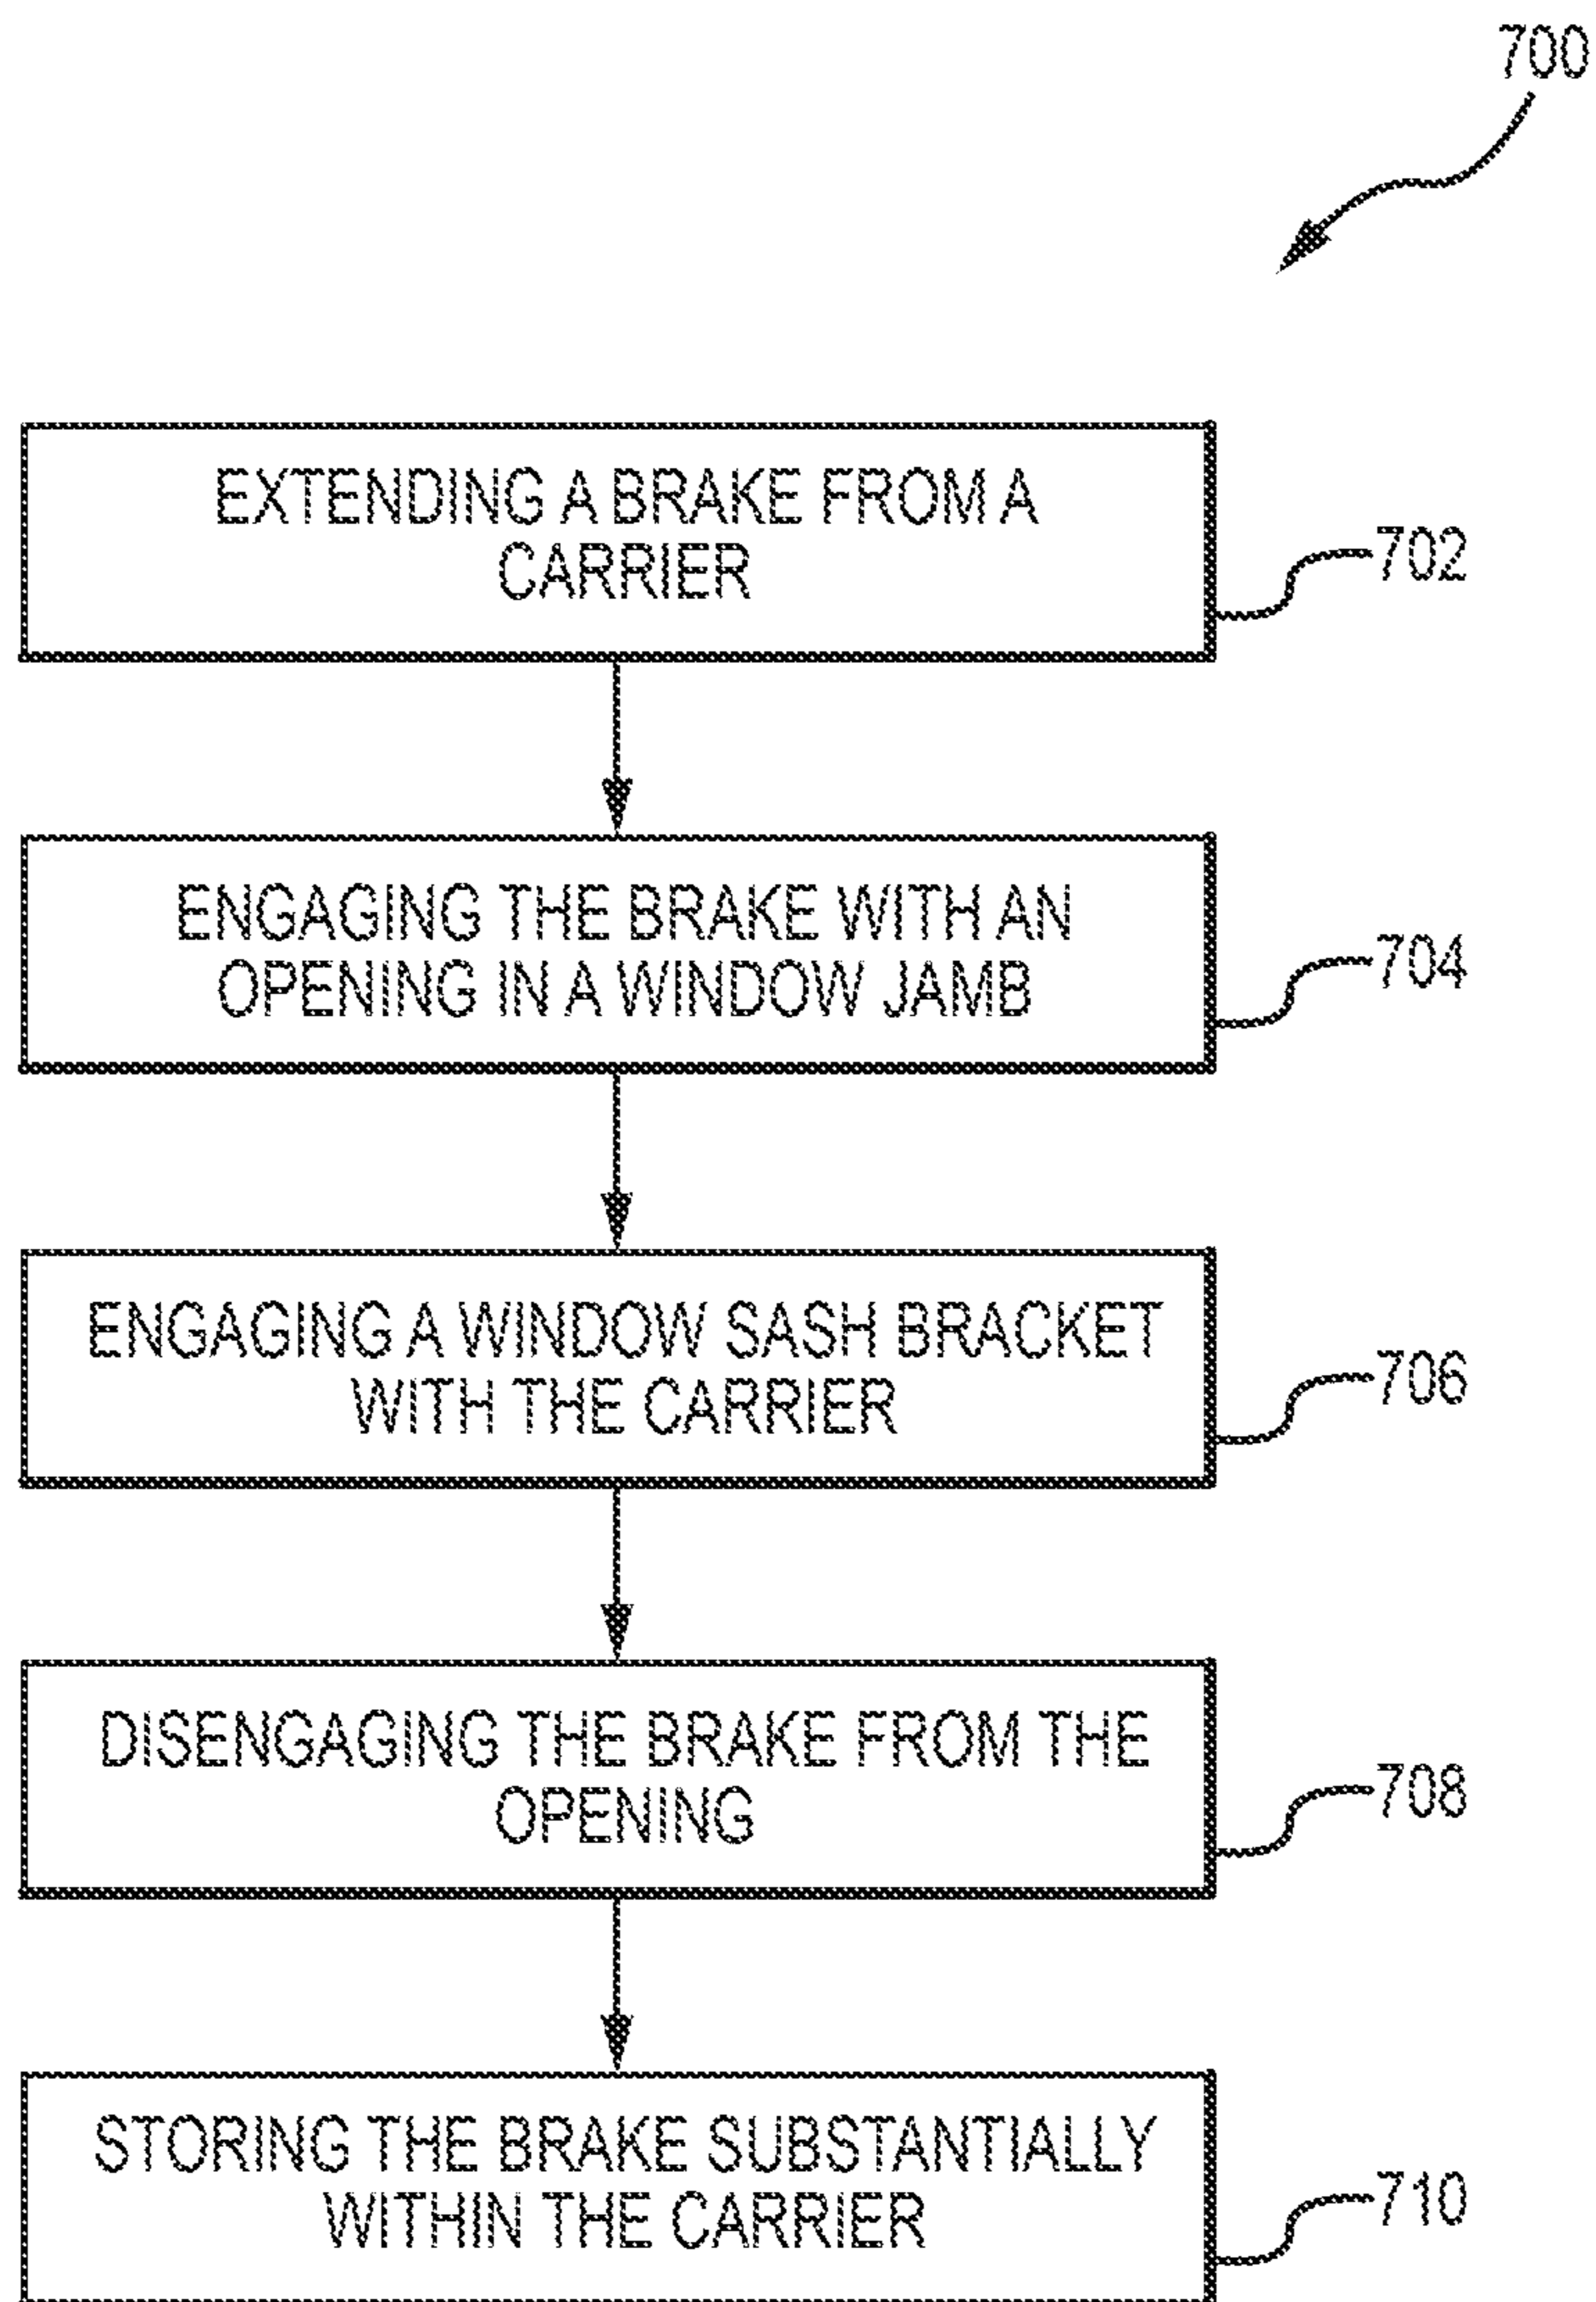 700
EXTENDING A BRAKE FROM A
CARRIER
702
ENGAGING THE BRAKE WITH AN
OPENING IN A WINDOW JAMB
704
ENGAGING A WINDOW SASH BRACKET
WITH THE CARRIER
706
DISENGAGING THE BRAKE FROM THE
OPENING
708
STORING THE BRAKE SUBSTANTIALLY
WITHIN THE CARRIER
710